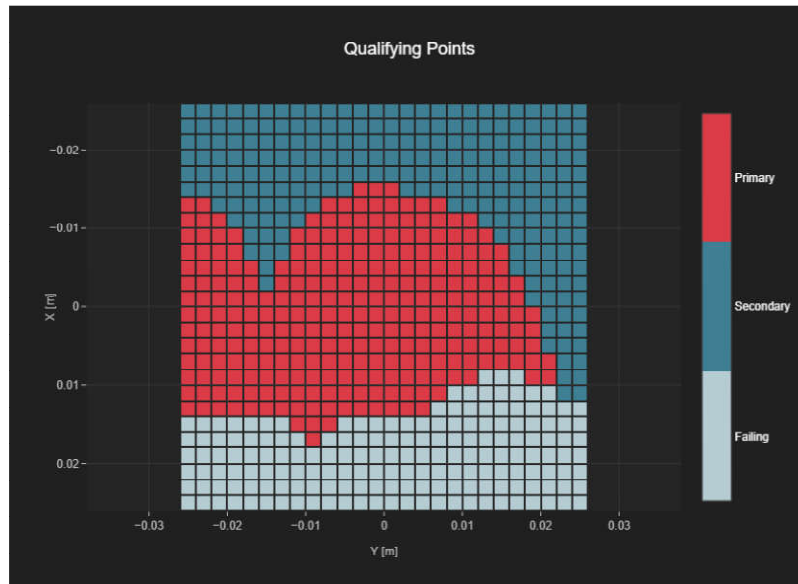 Qualifying Points
−0.02
−0.01
0
0.01
0.02
X [m]
−0.03
−0.02
−0.01
0
0.01
0.02
0.03
Y [m]
Primary
Secondary
Failing